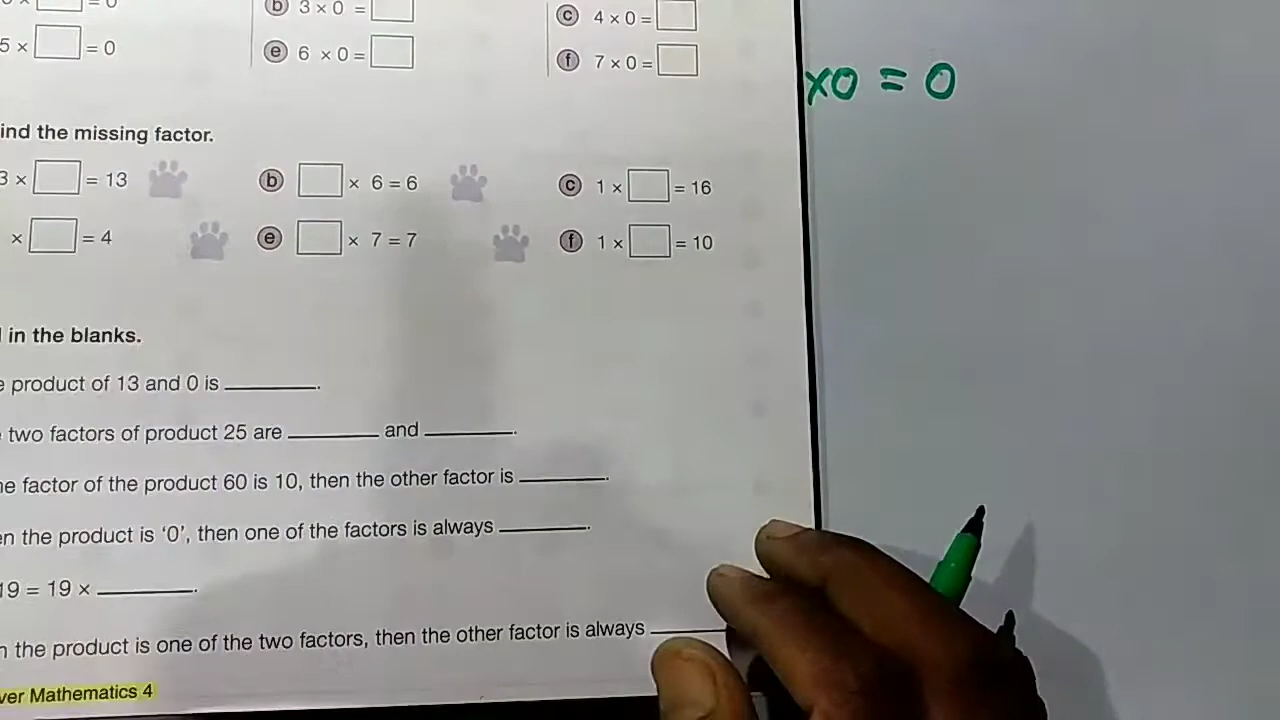 = 0
b 3 × 0 =
c 4 × 0 =
5 × = 0
e 6 × 0 =
f 7 × 0 =
×0 = 0
ind the missing factor.
3 × = 13
b × 6 = 6
c 1 × = 16
× = 4
e × 7 = 7
f 1 × = 10
in the blanks.
product of 13 and 0 is .
two factors of product 25 are and .
e factor of the product 60 is 10, then the other factor is .
en the product is ‘0’, then one of the factors is always .
19 = 19 × .
n the product is one of the two factors, then the other factor is always
ver Mathematics 4